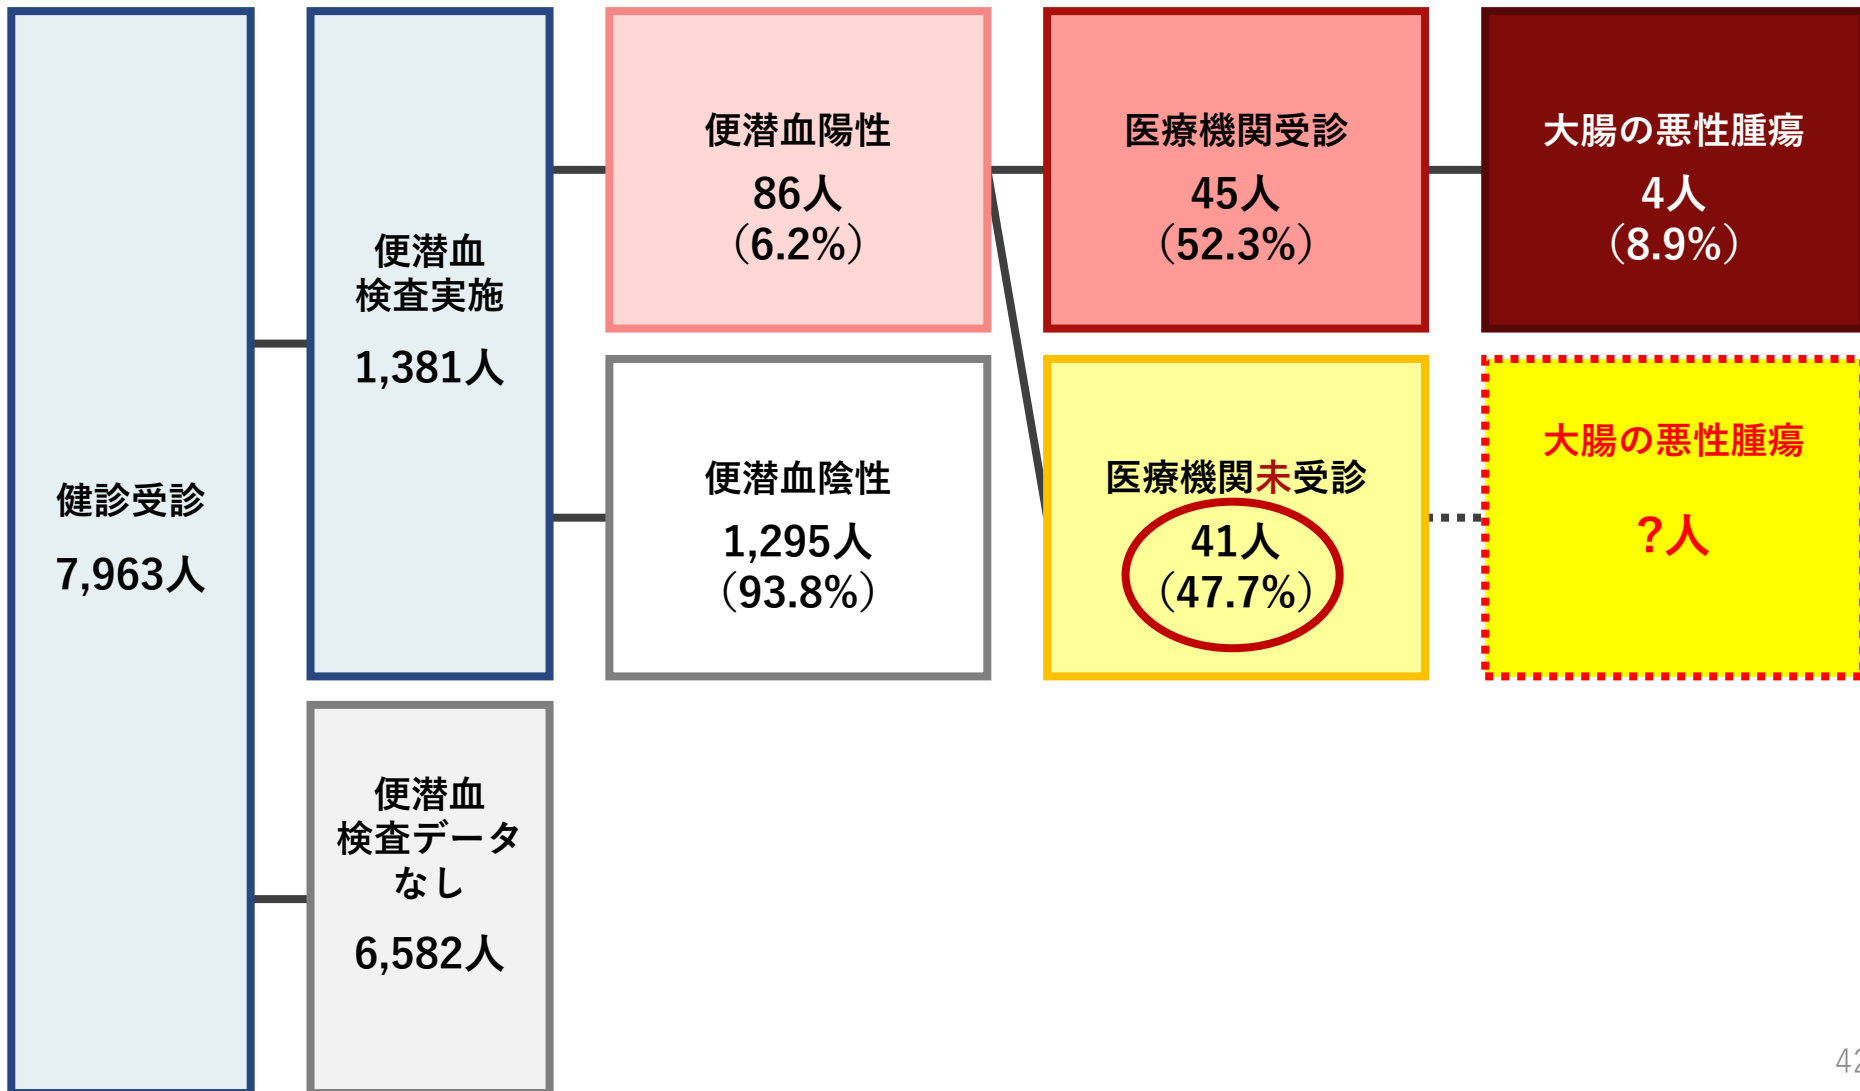 健診受診
7,963人
便潜血
検査実施
1,381人
便潜血
検査データ
なし
6,582人
便潜血陽性
86人
（6.2%）
便潜血陰性
1,295人
（93.8%）
医療機関受診
45人
（52.3%）
医療機関未受診
41人
（47.7%）
大腸の悪性腫瘍
4人
（8.9%）
大腸の悪性腫瘍
?人
42